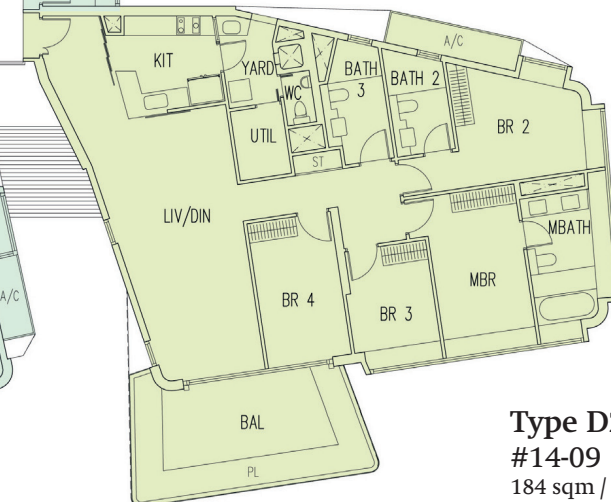 A/C
KIT
YARD
WC
BATH
3
BATH 2
BR 2
UTIL
ST
LIV/DIN
MBATH
MBR
A/C
BR 4
BR 3
BAL
PL
#14-09
184 sqm /